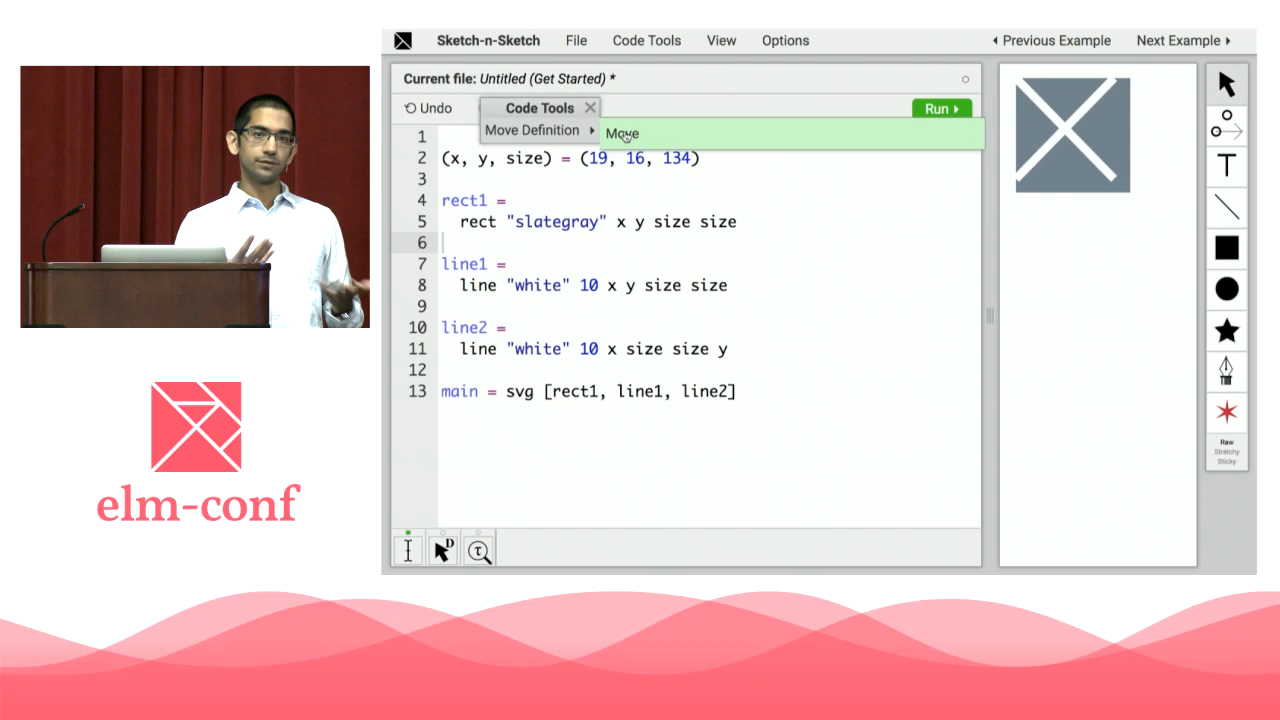 Sketch-n-Sketch File Code Tools View Options Previous Example Next Example
Current file: Untitled (Get Started) *
Undo Code Tools Run
Move Definition Move
1
2 (x, y, size) = (19, 16, 134)
3
4 rect1 =
5 rect "slategray" x y size size
6
7 line1 =
8 line "white" 10 x y size size
9
10 line2 =
11 line "white" 10 x size size y
12
13 main = svg [rect1, line1, line2]
T
Raw
Stretchy
Sticky
D
τ
elm-conf